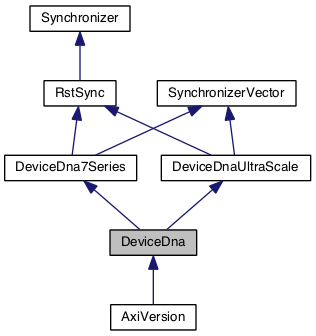 Synchronizer
RstSync
SynchronizerVector
DeviceDna7Series
DeviceDnaUltraScale
DeviceDna
AxiVersion